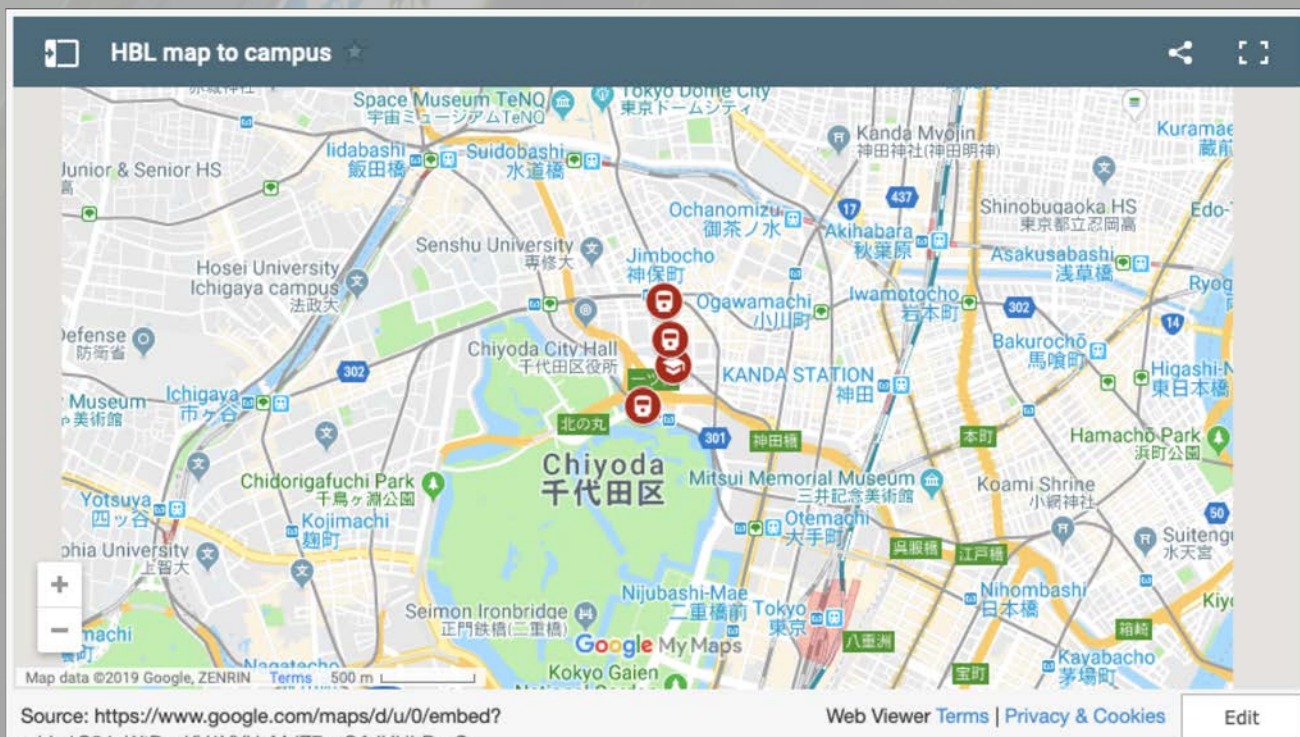 HBL map to campus
Space Museum TeNQ
宇宙ミュージアムTeNQ
Tokyo Dome City
東京ドームシティ
Kanda Myojin
神田神社(神田明神)
Kuramae
蔵前
Iidabashi
飯田橋
Suidobashi
水道橋
Junior & Senior HS
高
Ochanomizu
御茶ノ水
17
437
Akihabara
秋葉原
Shinobugaoka HS
東京都立忍岡高
Edo-
Senshu University
専修大
Jimbocho
神保町
Asakusabashi
浅草橋
Hosei University
Ichigaya campus
法政大
Ogawamachi
小川町
Iwamotocho
岩本町
302
Ryog
14
Defense
防衛省
Chiyoda City Hall
千代田区役所
Bakurochō
馬喰町
302
Ichigaya
市ヶ谷
KANDA STATION
神田
Higashi-N
東日本橋
Museum
美術館
北の丸
301
神田橋
本町
Hamachō Park
浜町公園
Chiyoda
千代田区
Chidorigafuchi Park
千鳥ヶ淵公園
Mitsui Memorial Museum
三井記念美術館
Koami Shrine
小網神社
Yotsuya
四ッ谷
Kojimachi
麹町
Otemachi
大手町
50
Suiteng
水天宮
phia University
上智大
呉服橋
江戸橋
Seimon Ironbridge
正門鉄橋(二重橋)
Nijubashi-Mae
二重橋前
Tokyo
東京
Nihombashi
日本橋
Kiyo
machi
Google My Maps
八重洲
箱崎
Nagatacho
Kokyo Gaien
宝町
Kayabacho
茅場町
Map data ©2019 Google, ZENRIN Terms 500 m
Source: https://www.google.com/maps/d/u/0/embed?
Web Viewer Terms | Privacy & Cookies
Edit